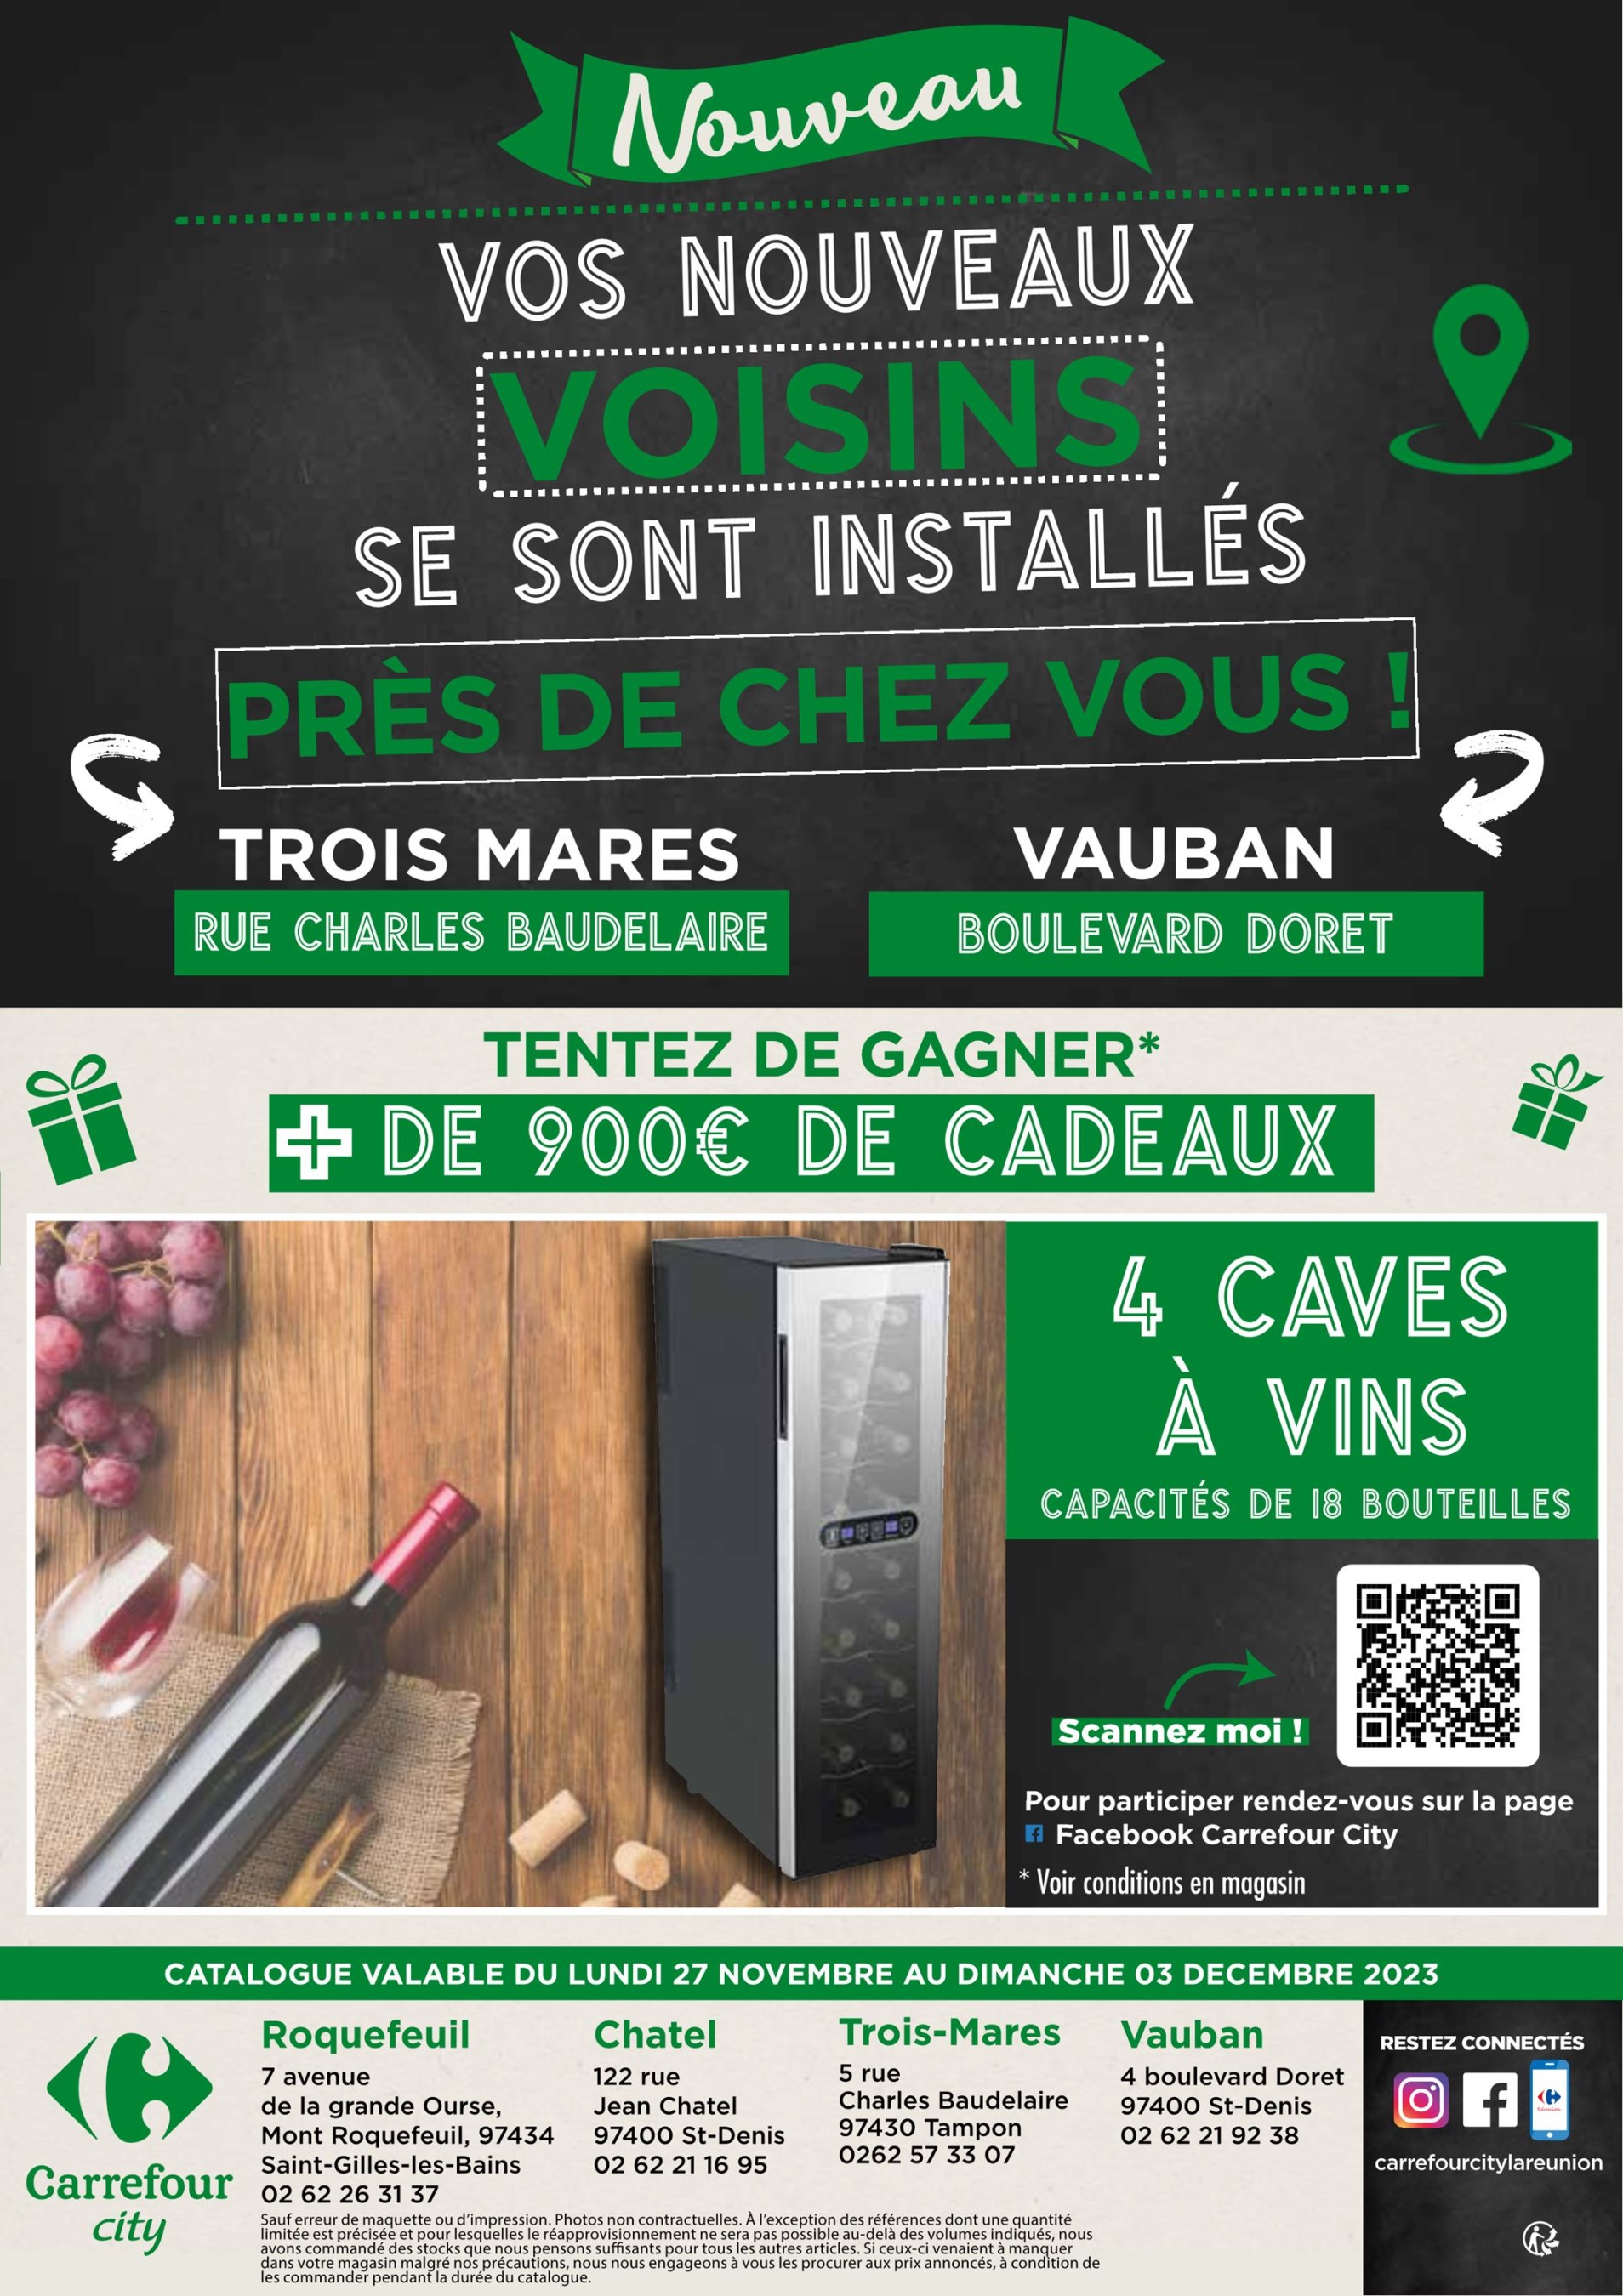 Nouveau
VOS NOUVEAUX
VOISINS
SE SONT INSTALLÉS
PRÈS DE CHEZ VOUS !
TROIS MARES
RUE CHARLES BAUDELAIRE
VAUBAN
BOULEVARD DORET
TENTEZ DE GAGNER*
+ DE 900€ DE CADEAUX
4 CAVES
À VINS
CAPACITÉS DE 18 BOUTEILLES
Scannez moi !
Pour participer rendez-vous sur la page
Facebook Carrefour City
* Voir conditions en magasin
CATALOGUE VALABLE DU LUNDI 27 NOVEMBRE AU DIMANCHE 03 DECEMBRE 2023
Carrefour
city
Roquefeuil
7 avenue
de la grande Ourse,
Mont Roquefeuil, 97434
Saint-Gilles-les-Bains
02 62 26 31 37
Chatel
122 rue
Jean Chatel
97400 St-Denis
02 62 21 16 95
Trois-Mares
5 rue
Charles Baudelaire
97430 Tampon
0262 57 33 07
Vauban
4 boulevard Doret
97400 St-Denis
02 62 21 92 38
RESTEZ CONNECTÉS
carrefourcitylareunion
Sauf erreur de maquette ou d'impression. Photos non contractuelles. À l'exception des références dont une quantité
limitée est précisée et pour lesquelles le réapprovisionnement ne sera pas possible au-delà des volumes indiqués, nous
avons commandé des stocks que nous pensons suffisants pour tous les autres articles. Si ceux-ci venaient à manquer
dans votre magasin malgré nos précautions, nous nous engageons à vous les procurer aux prix annoncés, à condition de
les commander pendant la durée du catalogue.